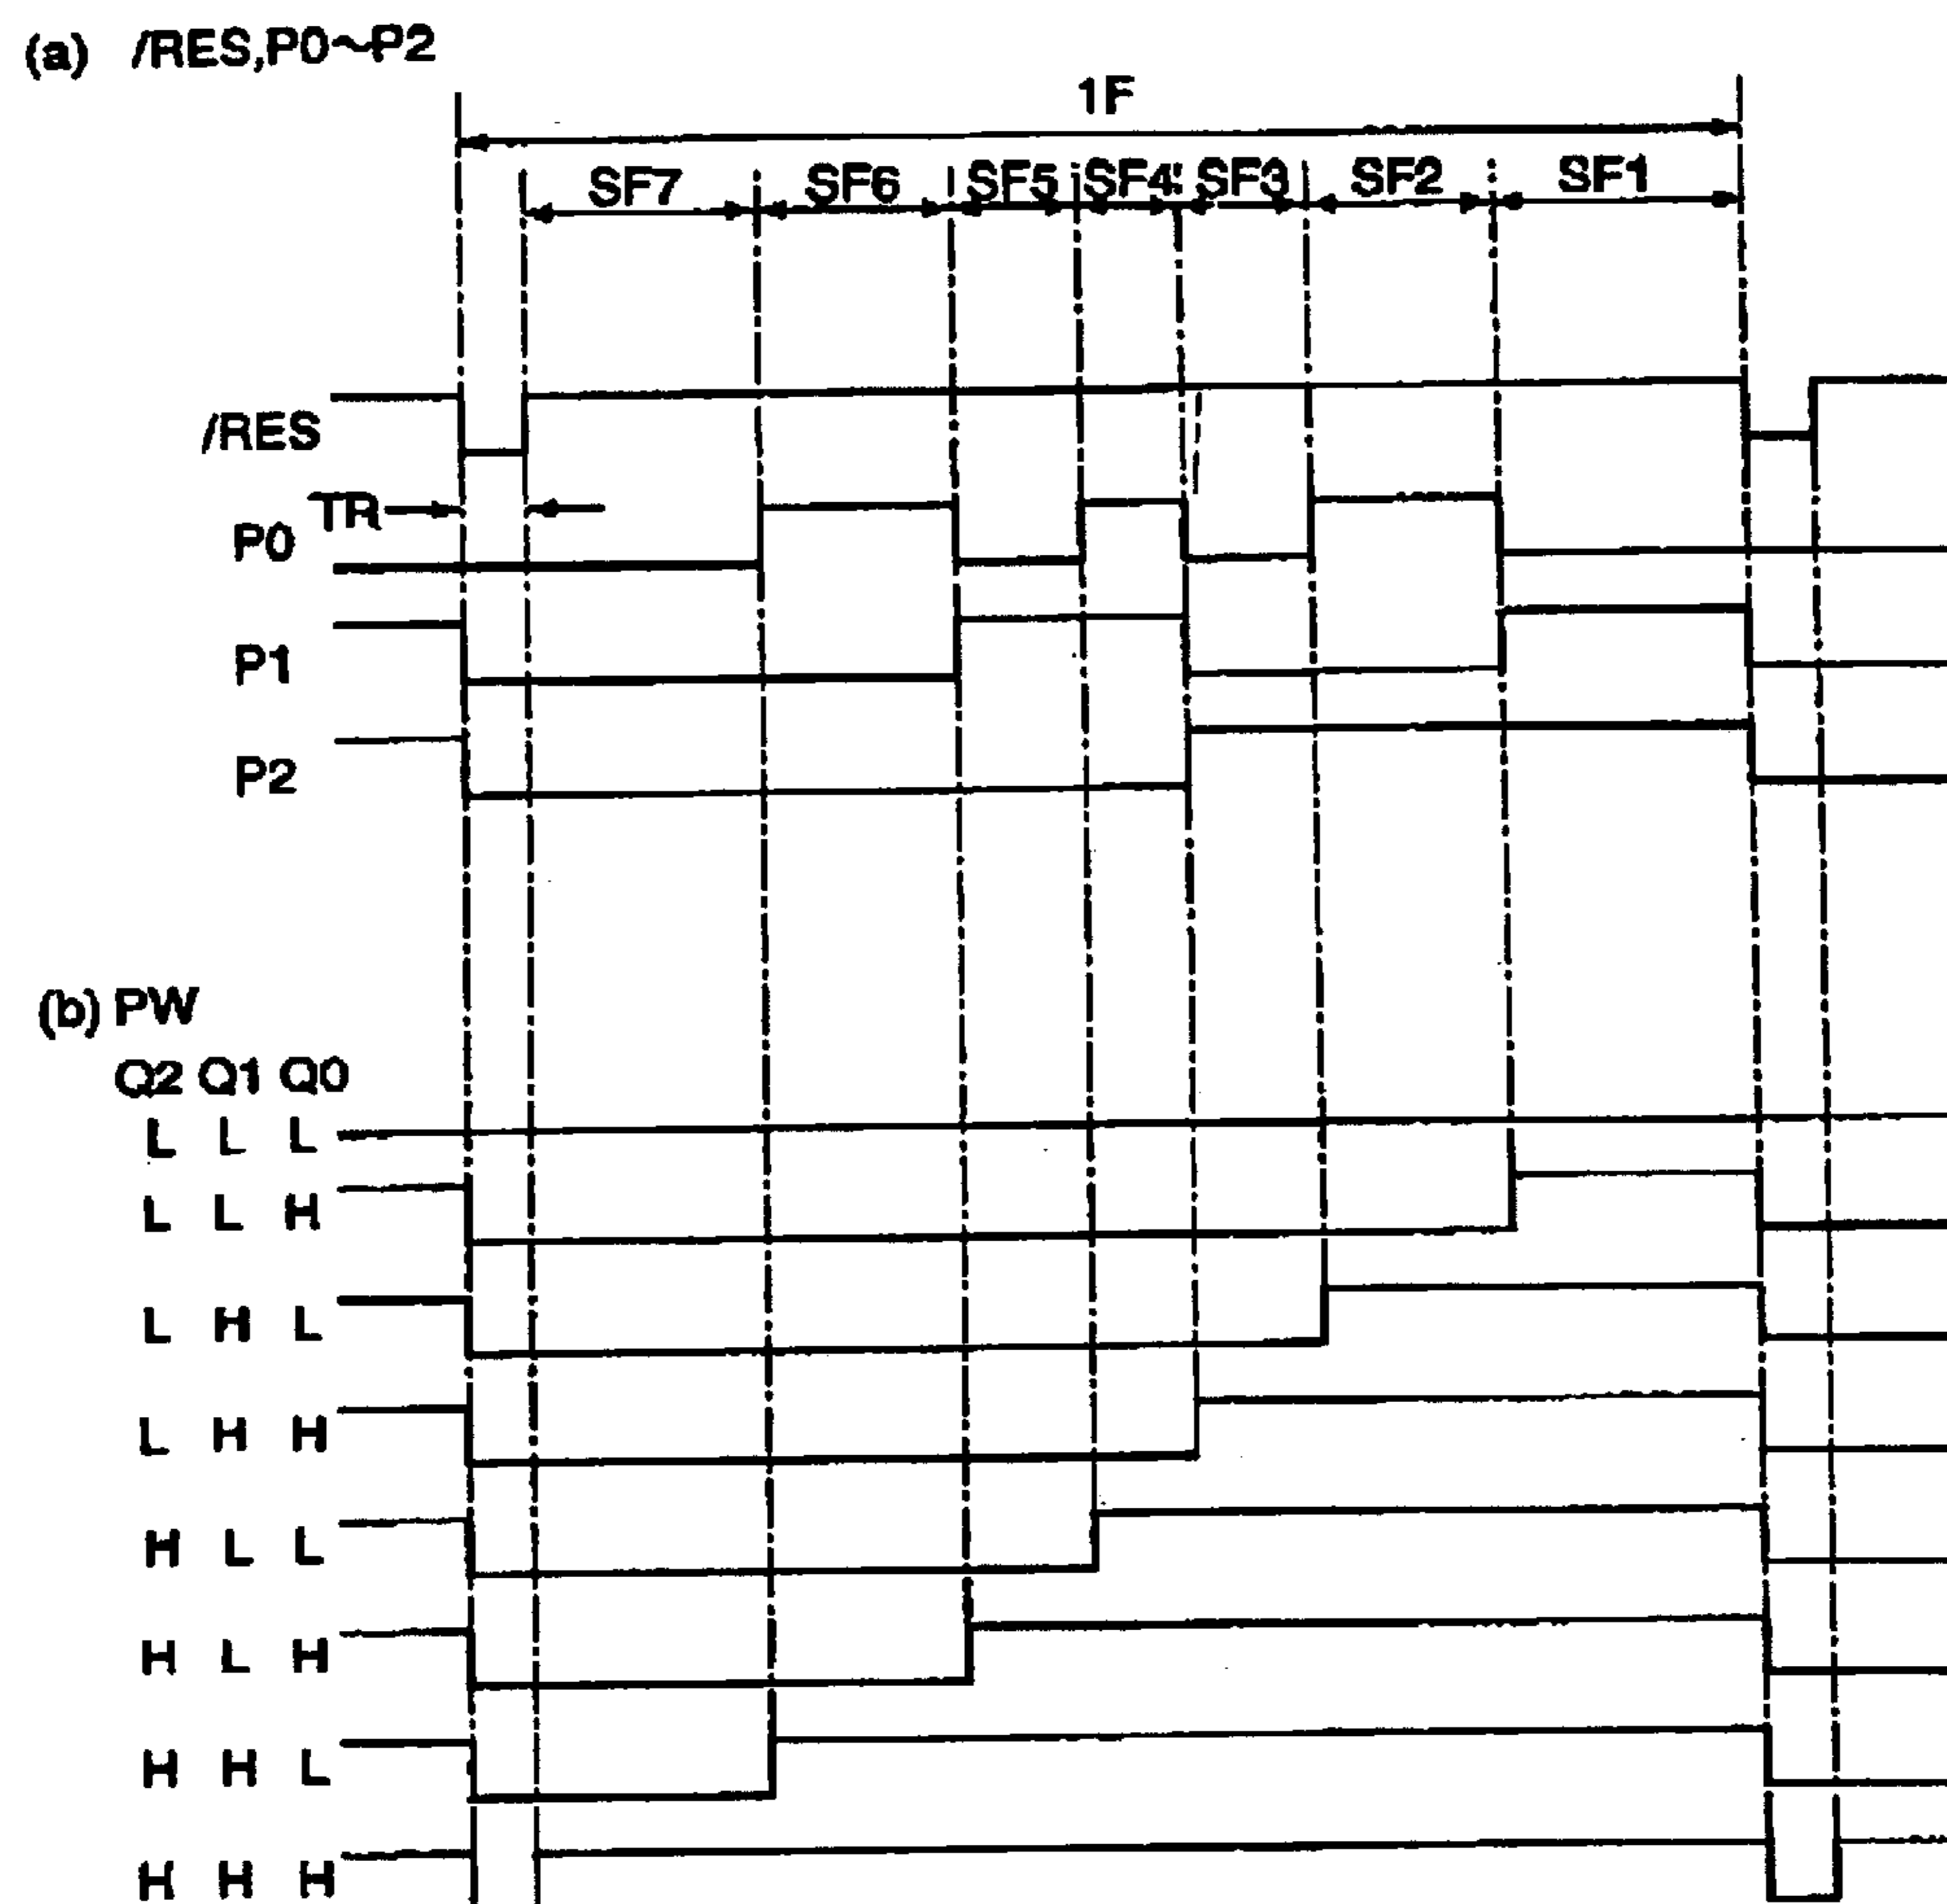 (a) /RES,P0~P2
1F
SF7 SF6 SF5 SF4 SF3 SF2 SF1
/RES
TR
P0
P1
P2
(b) PW
Q2 Q1 Q0
L L L
L L H
L H L
L H H
H L L
H L H
H H L
H H H